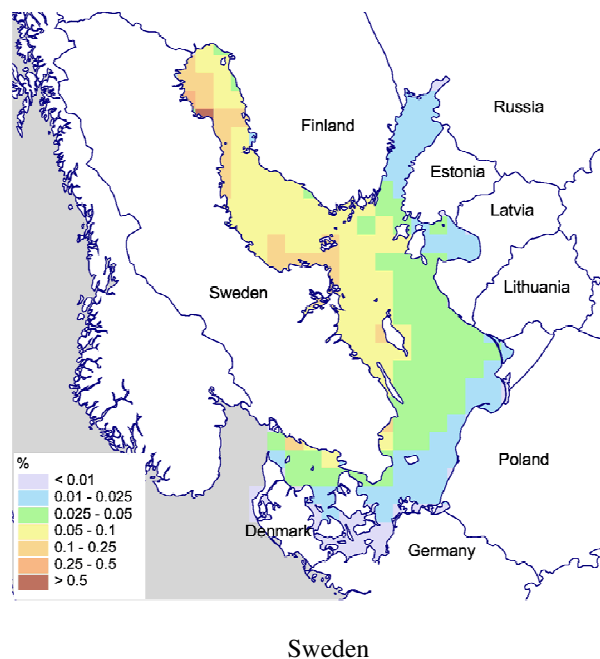 Russia
Finland
Estonia
Latvia
Sweden
Lithuania
Poland
Denmark
Germany
%
< 0.01
0.01 - 0.025
0.025 - 0.05
0.05 - 0.1
0.1 - 0.25
0.25 - 0.5
> 0.5
Sweden